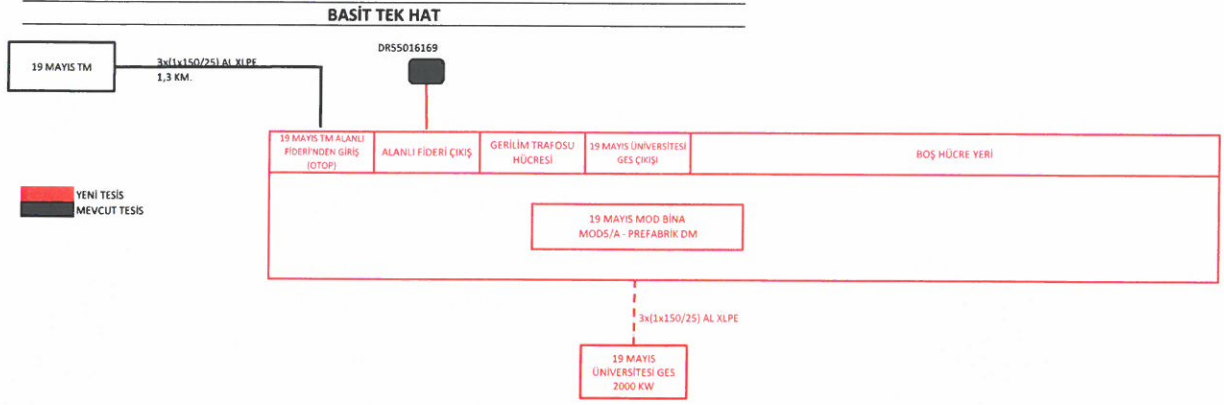 BASİT TEK HAT
19 MAYIS TM
3x(1x150/25) AL XLPE
1,3 KM.
DR55016169
19 MAYIS TM ALANLI
FİDERİ'NDEN GİRİŞ
(OTOP)
ALANLI FİDERİ ÇIKIŞ
GERİLİM TRAFOSU
HÜCRESİ
19 MAYIS ÜNİVERSİTESİ
GES ÇIKIŞI
BOŞ HÜCRE YERİ
YENİ TESİS
MEVCUT TESİS
19 MAYIS MOD BİNA
MOD5/A - PREFABRİK DM
3x(1x150/25) AL XLPE
19 MAYIS
ÜNİVERSİTESİ GES
2000 KW